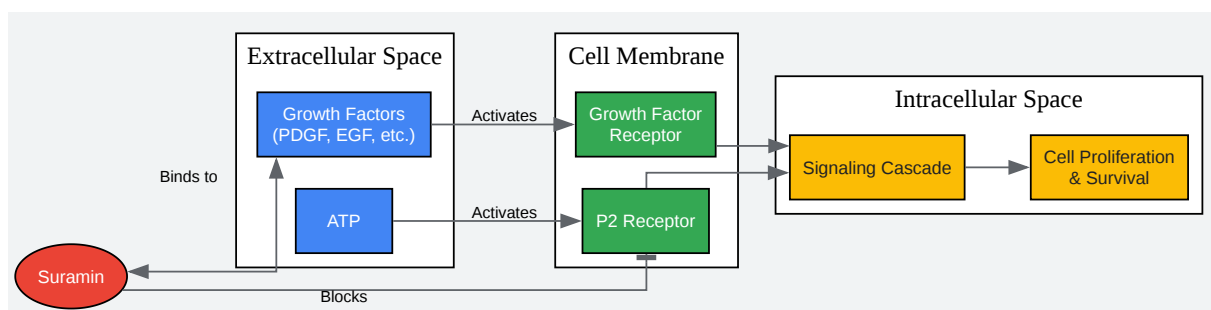 Extracellular Space
Cell Membrane
Intracellular Space
Growth Factors
(PDGF, EGF, etc.)
Activates
Growth Factor
Receptor
Signaling Cascade
Cell Proliferation
& Survival
Binds to
ATP
Activates
P2 Receptor
Suramin
Blocks